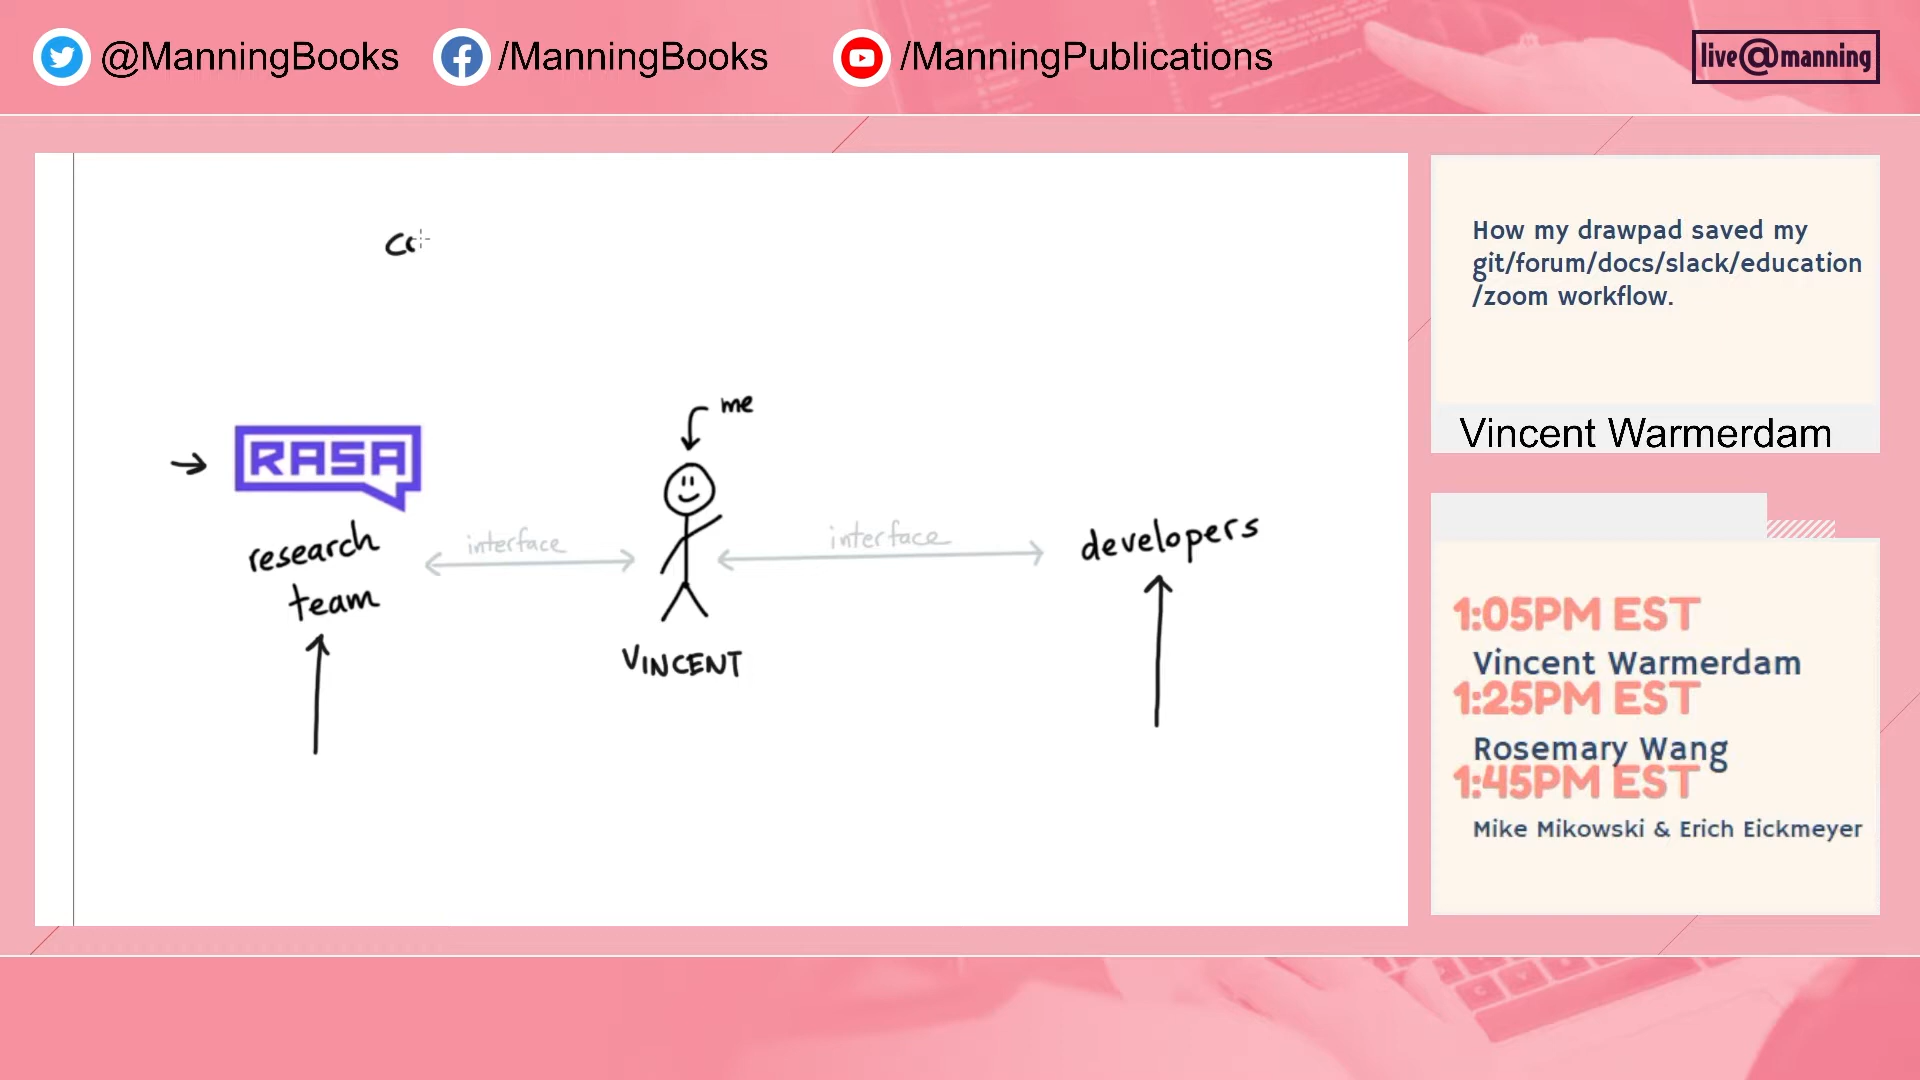 @ManningBooks
/ManningBooks
/ManningPublications
live@manning
me
RASA
research
team
interface
VINCENT
interface
developers
How my drawpad saved my
git/forum/docs/slack/education
/zoom workflow.
Vincent Warmerdam
1:05PM EST
Vincent Warmerdam
1:25PM EST
Rosemary Wang
1:45PM EST
Mike Mikowski & Erich Eickmeyer